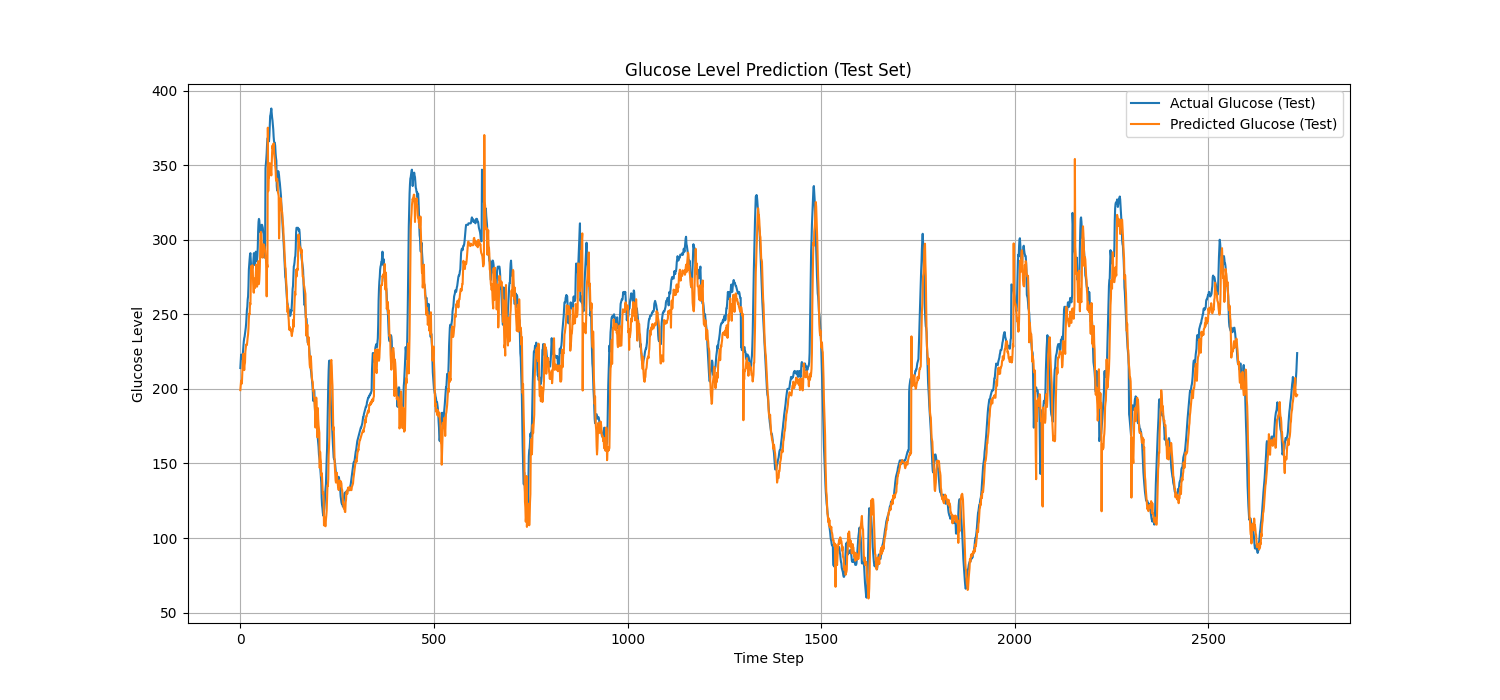 Glucose Level Prediction (Test Set)
Actual Glucose (Test)
Predicted Glucose (Test)
Glucose Level
400
350
300
250
200
150
100
50
0
500
1000
1500
2000
2500
Time Step